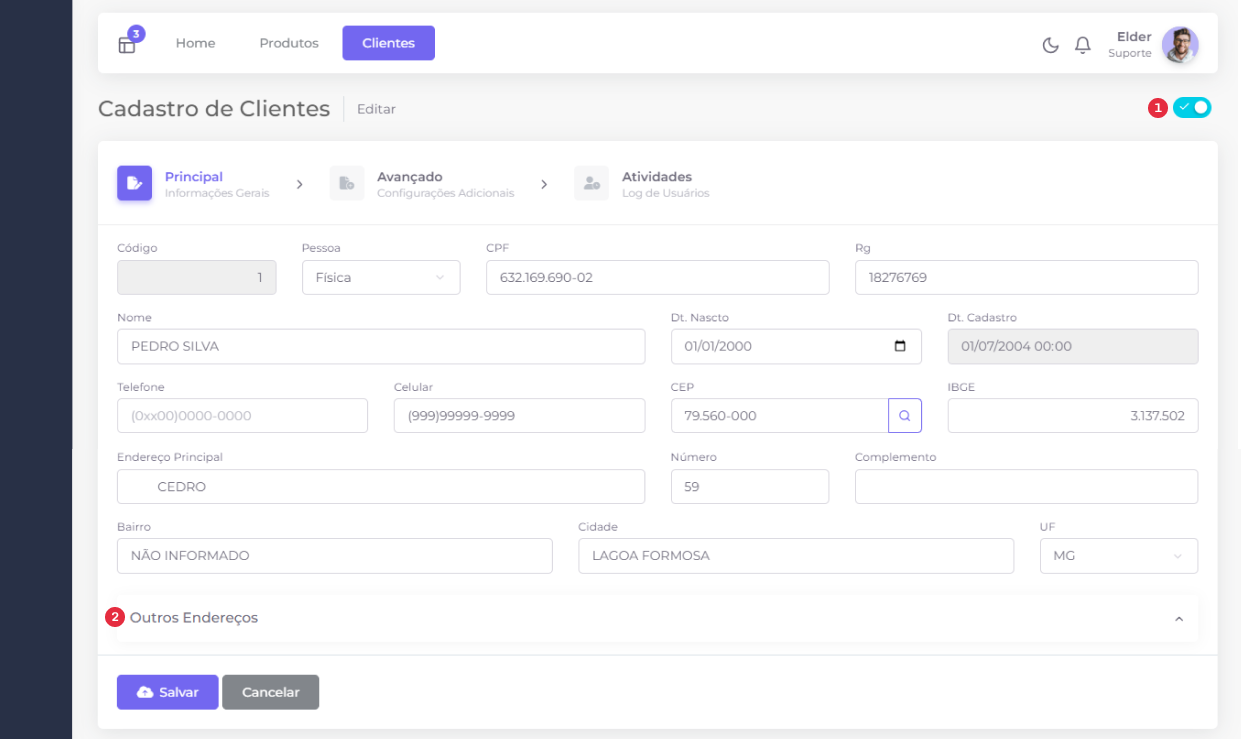 3
Home Produtos Clientes
Elder
Suporte
Cadastro de Clientes Editar
1
Principal
Informações Gerais
Avançado
Configurações Adicionais
Atividades
Log de Usuários
Código Pessoa CPF Rg
1 Física 632.169.690-02 18276769
Nome Dt. Nascto Dt. Cadastro
PEDRO SILVA 01/01/2000 01/07/2004 00:00
Telefone Celular CEP IBGE
(0xx00)0000-0000 (999)99999-9999 79.560-000 3.137.502
Endereço Principal Número Complemento
CEDRO 59
Bairro Cidade UF
NÃO INFORMADO LAGOA FORMOSA MG
2 Outros Endereços
Salvar Cancelar